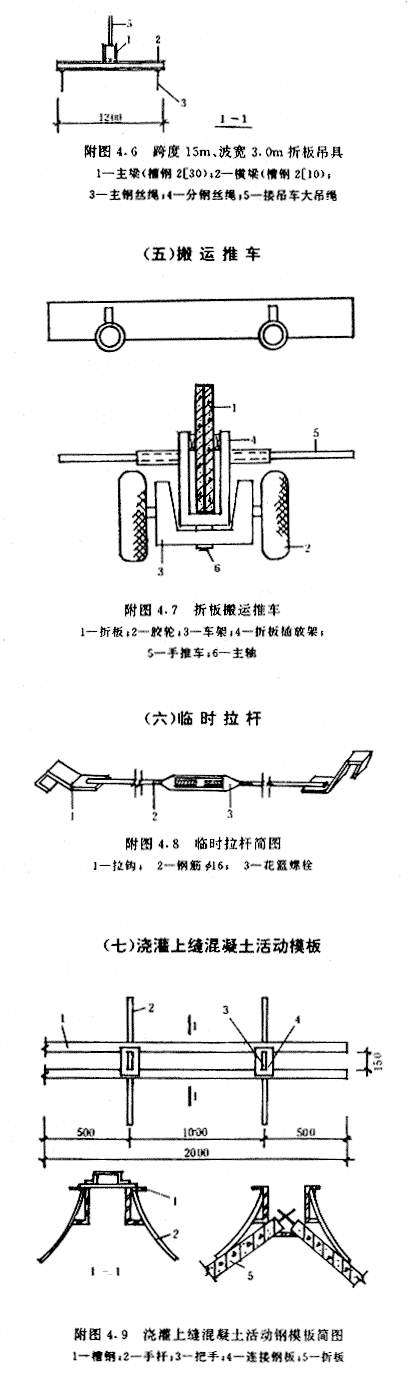 5
1
2
3
1200
1-1
附图4.6 跨度15m、波宽3.0m折板吊具
1—主梁(槽钢2[30);2—横梁(槽钢2[10);
3—主钢丝绳;4—分钢丝绳;5—接吊车大吊绳
(五)搬运推车
1
4
5
3
6
2
附图4.7 折板搬运推车
1—折板;2—胶轮;3—车架;4—折板插放架;
5—手推车;6—主轴
(六)临时拉杆
1
2
3
附图4.8 临时拉杆简图
1—拉钩; 2—钢筋φ16; 3—花篮螺栓
(七)浇灌上缝混凝土活动模板
1
2
1
3
4
150
1
500
1000
500
2000
1
2
1-1
5
附图4.9 浇灌上缝混凝土活动钢模板简图
1—槽钢;2—手杆;3—把手;4—连接钢板;5—折板